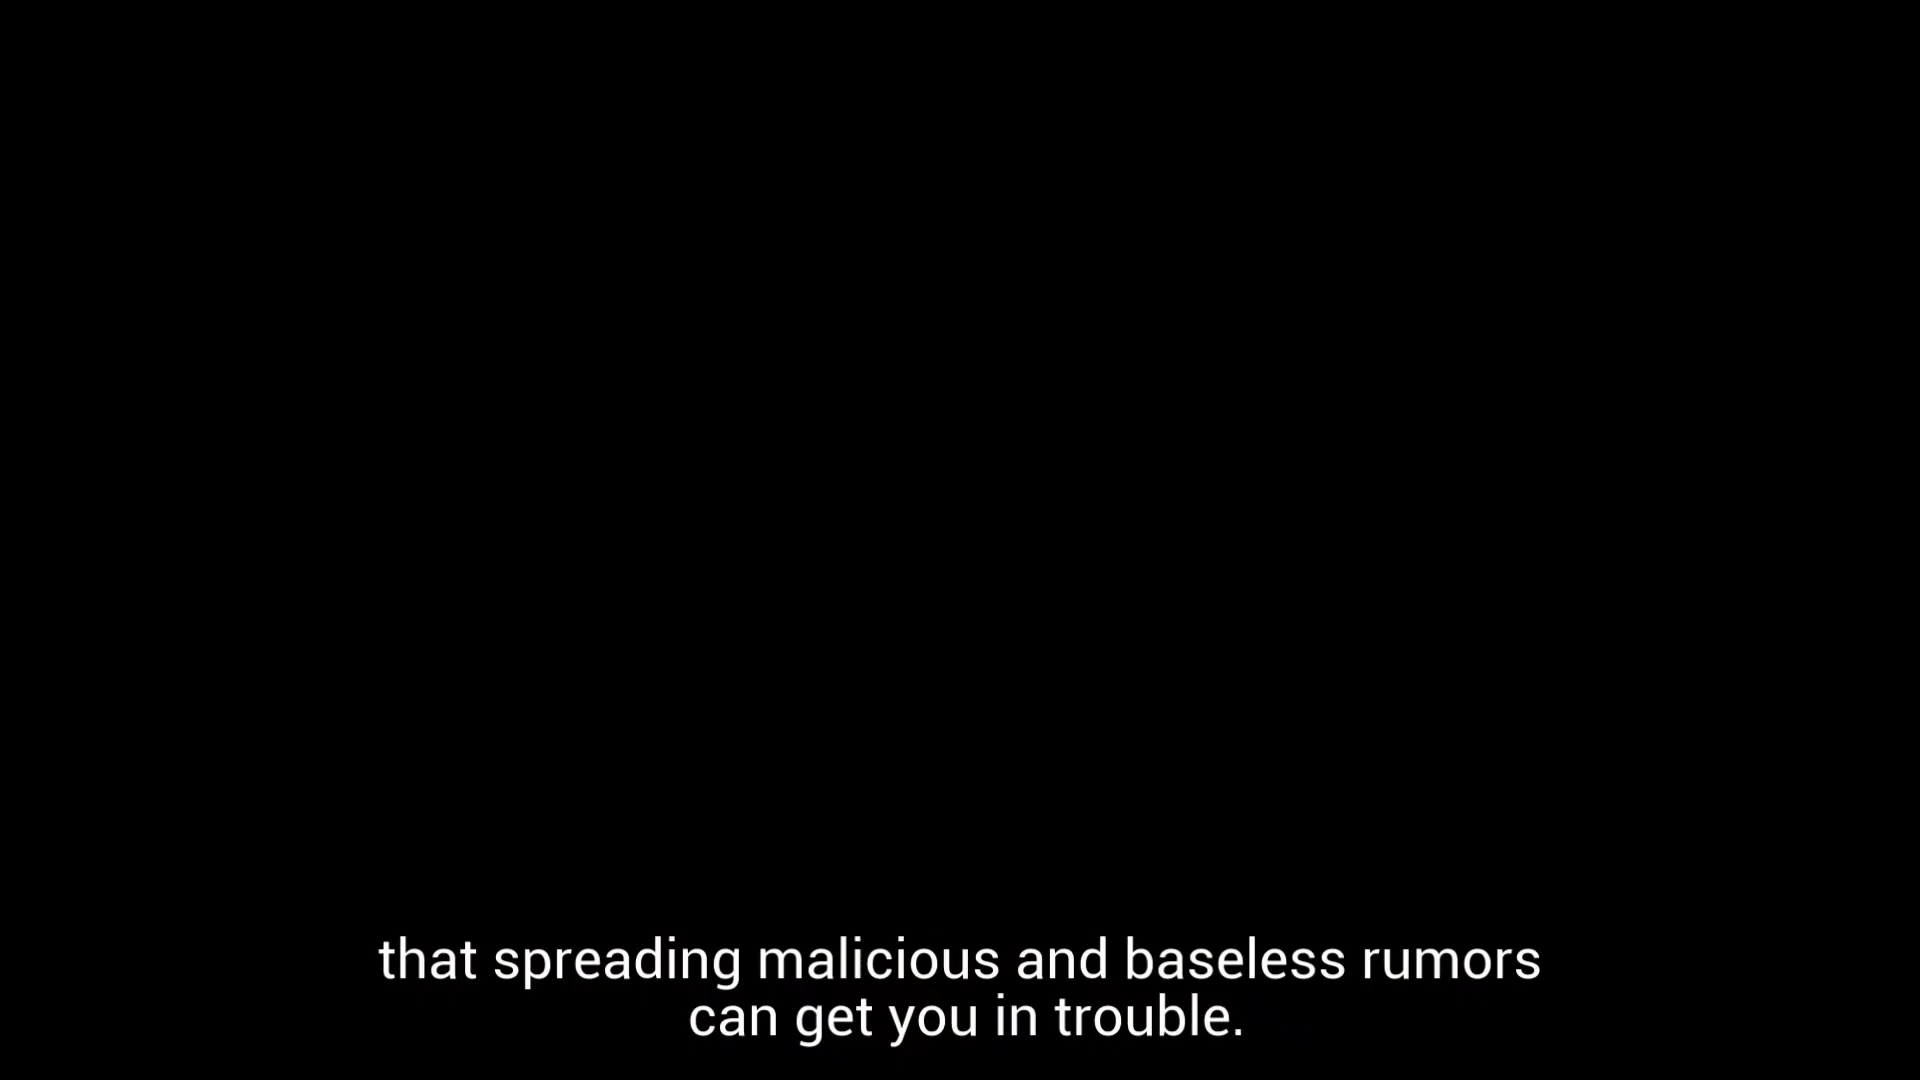 that spreading malicious and baseless rumors
can get you in trouble.